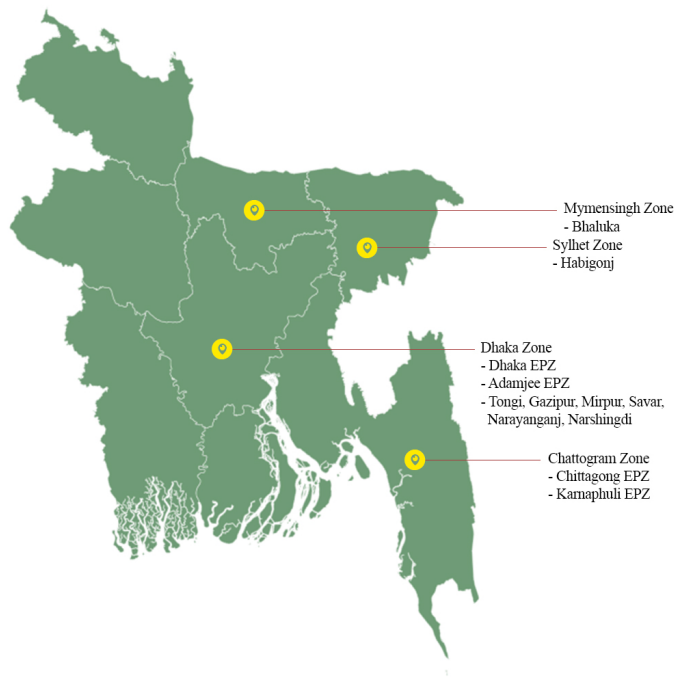 Mymensingh Zone
- Bhaluka
Sylhet Zone
- Habigonj
Dhaka Zone
- Dhaka EPZ
- Adamjee EPZ
- Tongi, Gazipur, Mirpur, Savar,
Narayanganj, Narshingdi
Chattogram Zone
- Chittagong EPZ
- Karnaphuli EPZ